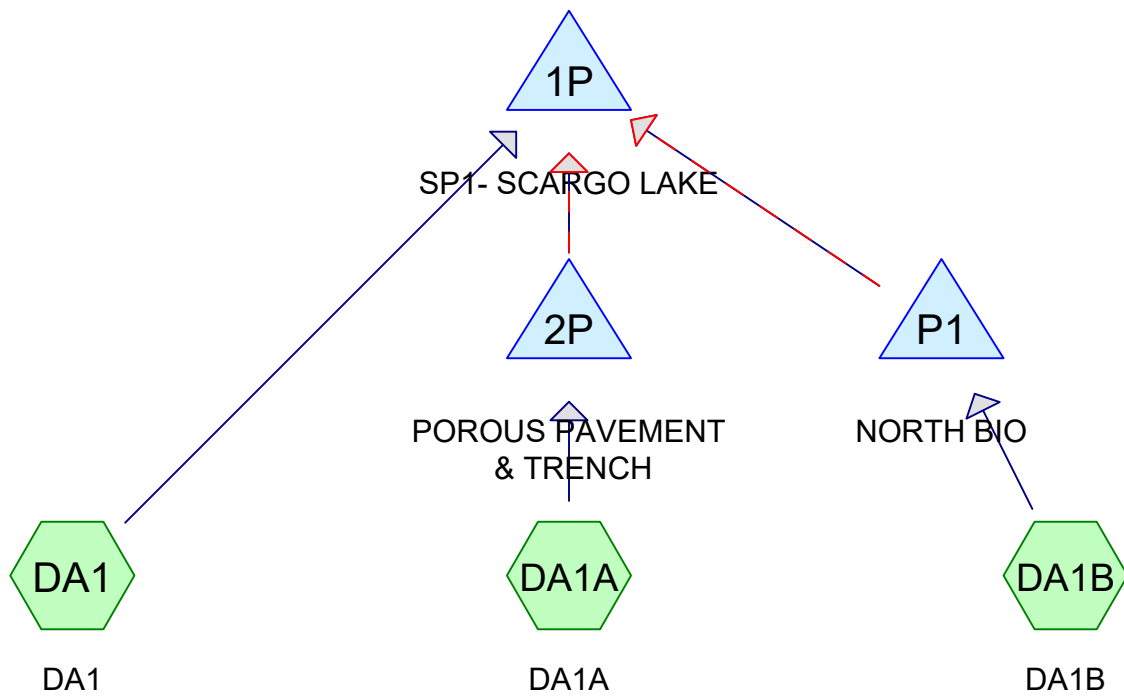 1P
SP1- SCARGO LAKE
2P
P1
POROUS PAVEMENT
& TRENCH
NORTH BIO
DA1
DA1A
DA1B
DA1
DA1A
DA1B